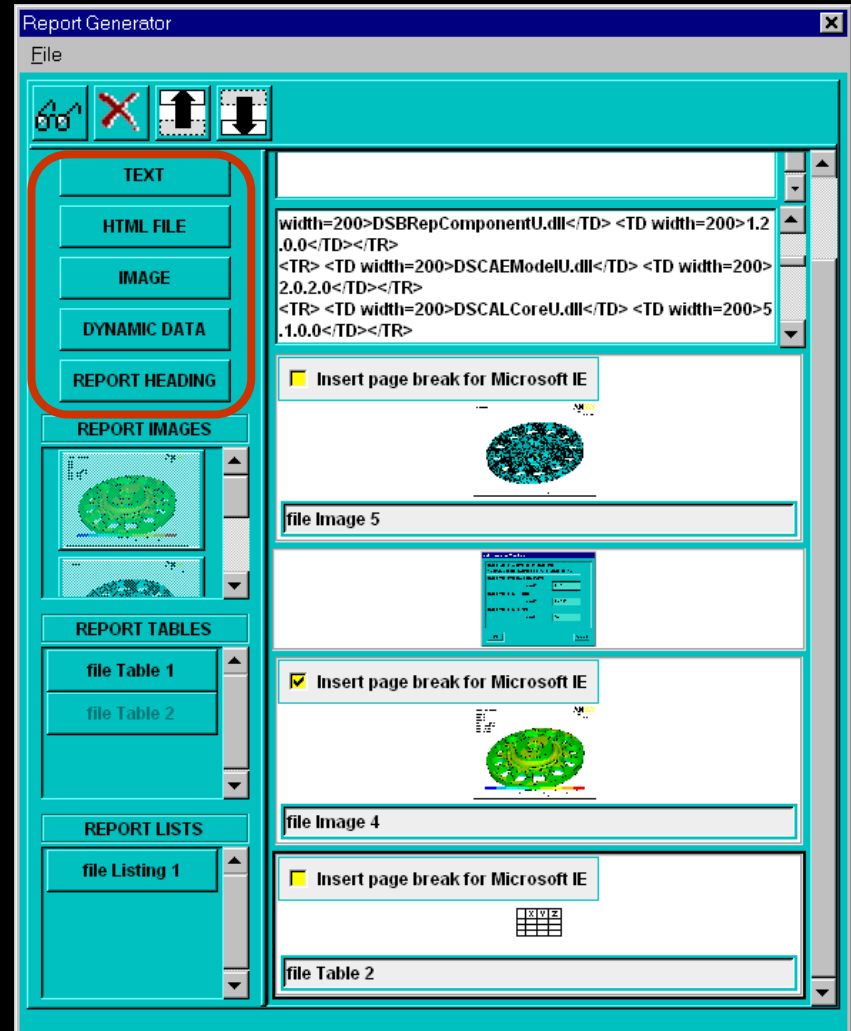 Report Generator
File
TEXT
HTML FILE
IMAGE
DYNAMIC DATA
REPORT HEADING
REPORT IMAGES
REPORT TABLES
file Table 1
file Table 2
REPORT LISTS
file Listing 1
width=200>DSBRepComponentU.dll</TD> <TD width=200>1.2
.0.0</TD></TR>
<TR> <TD width=200>DSCAEModelU.dll</TD> <TD width=200>
2.0.2.0</TD></TR>
<TR> <TD width=200>DSCALCoreU.dll</TD> <TD width=200>5
.1.0.0</TD></TR>
Insert page break for Microsoft IE
file Image 5
Insert page break for Microsoft IE
file Image 4
Insert page break for Microsoft IE
X Y Z
file Table 2